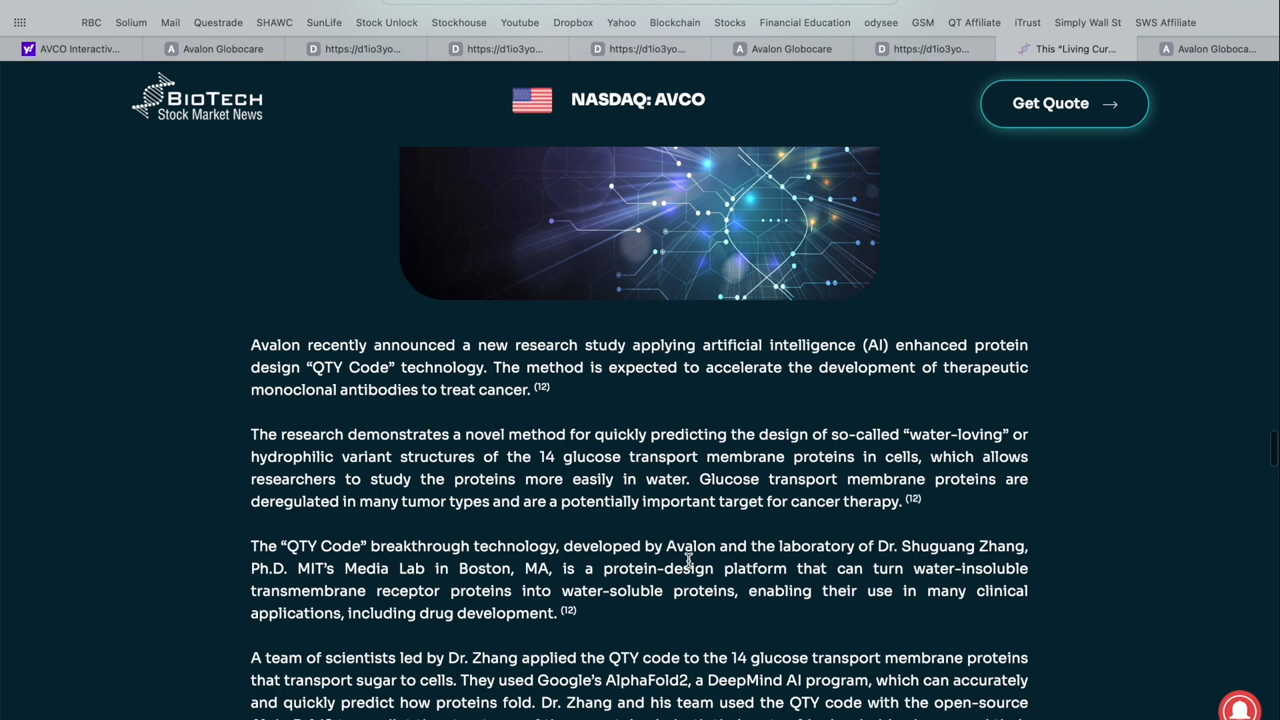 RBC Solium Mail Questrade SHAWC SunLife Stock Unlock Stockhouse Youtube Dropbox Yahoo Blockchain Stocks Financial Education odysee GSM QT Affiliate iTrust Simply Wall St SWS Affiliate
AVCO Interactiv... Avalon Globocare https://d1io3yo... https://d1io3yo... https://d1io3yo... Avalon Globocare https://d1io3yo... This “Living Cur... Avalon Globoca...
BIOTECH
Stock Market News
NASDAQ: AVCO
Get Quote →
Avalon recently announced a new research study applying artificial intelligence (AI) enhanced protein
design “QTY Code” technology. The method is expected to accelerate the development of therapeutic
monoclonal antibodies to treat cancer. (12)
The research demonstrates a novel method for quickly predicting the design of so-called “water-loving” or
hydrophilic variant structures of the 14 glucose transport membrane proteins in cells, which allows
researchers to study the proteins more easily in water. Glucose transport membrane proteins are
deregulated in many tumor types and are a potentially important target for cancer therapy. (12)
The “QTY Code” breakthrough technology, developed by Avalon and the laboratory of Dr. Shuguang Zhang,
Ph.D. MIT’s Media Lab in Boston, MA, is a protein-design platform that can turn water-insoluble
transmembrane receptor proteins into water-soluble proteins, enabling their use in many clinical
applications, including drug development. (12)
A team of scientists led by Dr. Zhang applied the QTY code to the 14 glucose transport membrane proteins
that transport sugar to cells. They used Google’s AlphaFold2, a DeepMind AI program, which can accurately
and quickly predict how proteins fold. Dr. Zhang and his team used the QTY code with the open-source